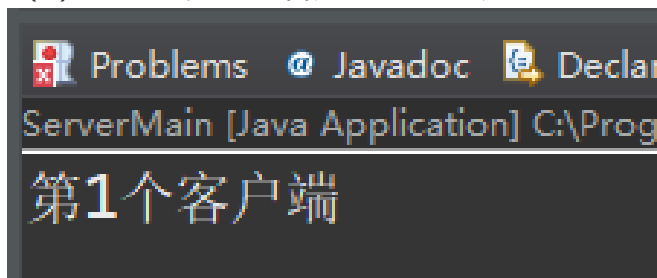 Problems @ Javadoc Declar
ServerMain [Java Application] C:\Prog
第1个客户端